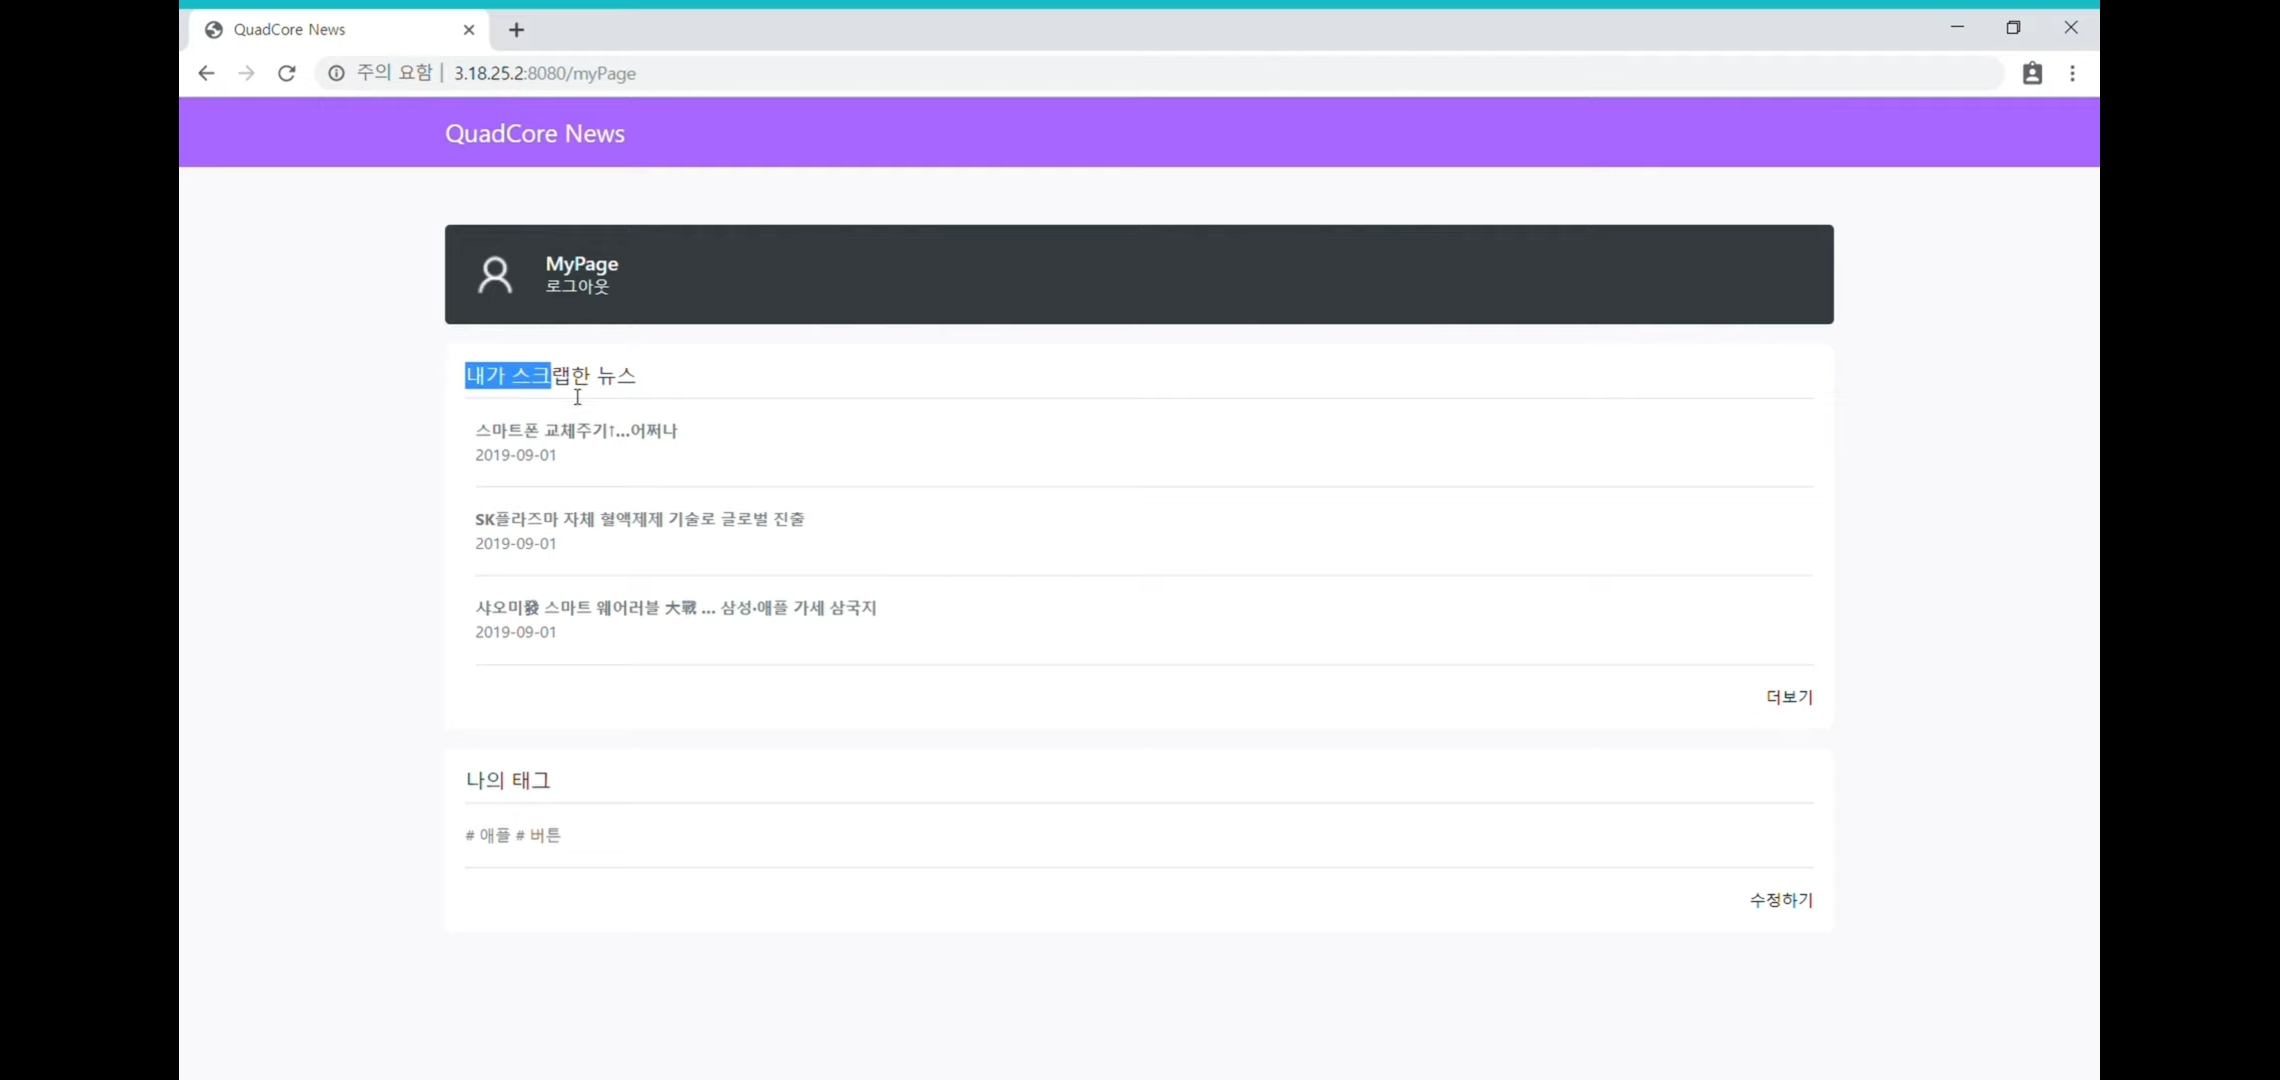 QuadCore News
주의 요함 | 3.18.25.2:8080/myPage
QuadCore News
MyPage
로그아웃
내가 스크랩한 뉴스
스마트폰 교체주기↑...어쩌나
2019-09-01
SK플라즈마 자체 혈액제제 기술로 글로벌 진출
2019-09-01
샤오미發 스마트 웨어러블 大戰 ... 삼성·애플 가세 삼국지
2019-09-01
더보기
나의 태그
# 애플 # 버튼
수정하기